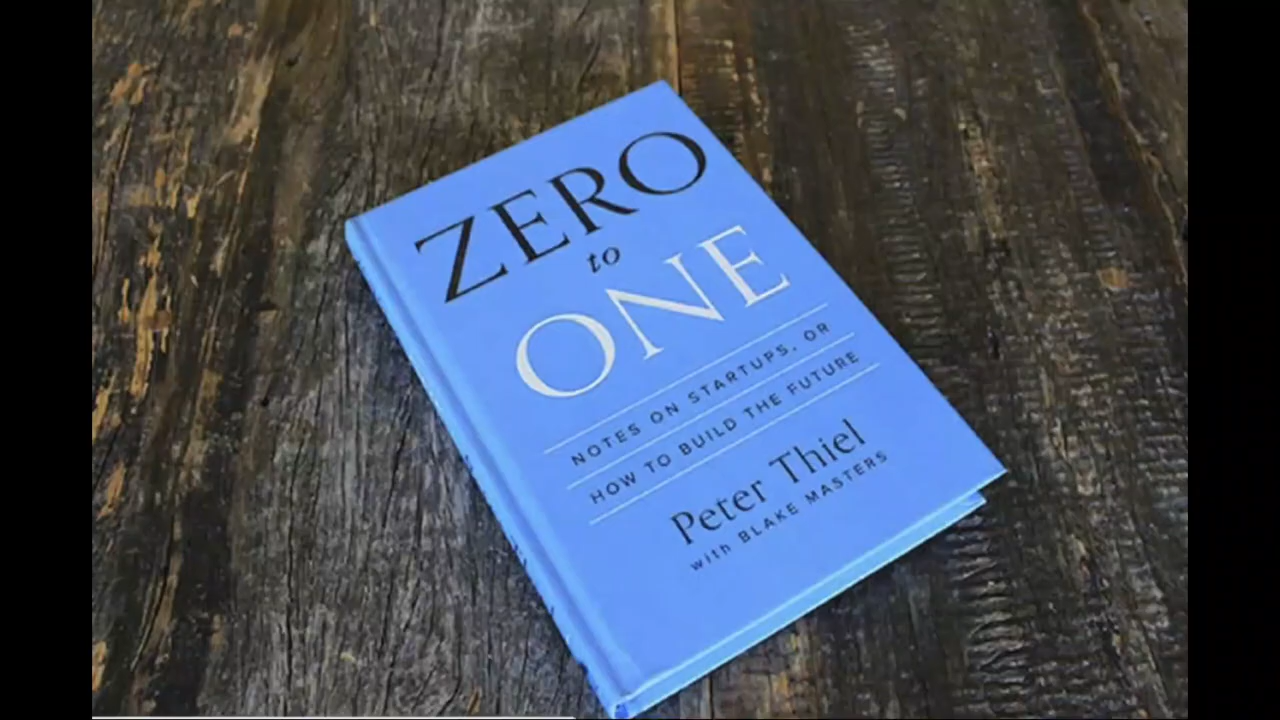 ZERO
to
ONE
NOTES ON STARTUPS, OR
HOW TO BUILD THE FUTURE
Peter Thiel
with BLAKE MASTERS